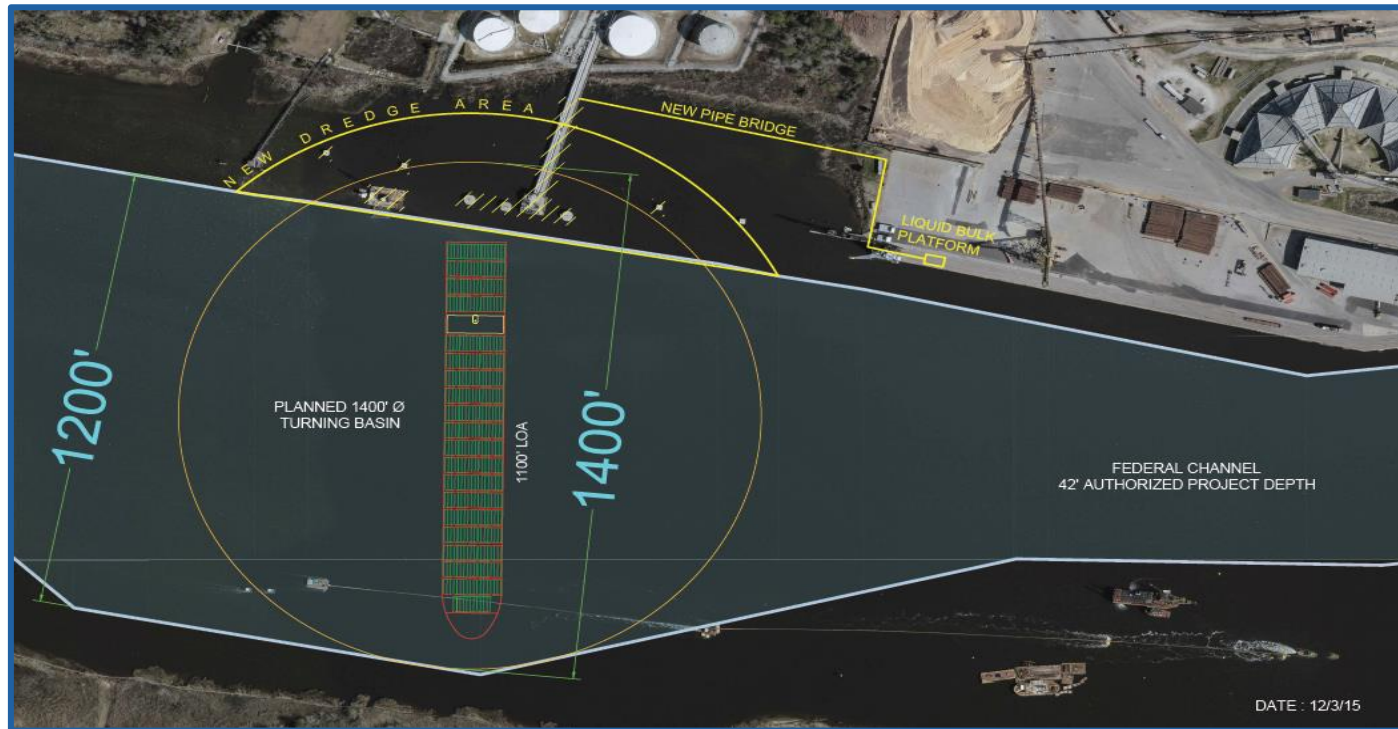 NEW DREDGE AREA
NEW PIPE BRIDGE
LIQUID BULK
PLATFORM
1200'
PLANNED 1400' Ø
TURNING BASIN
1100' LOA
1400'
FEDERAL CHANNEL
42' AUTHORIZED PROJECT DEPTH
DATE : 12/3/15